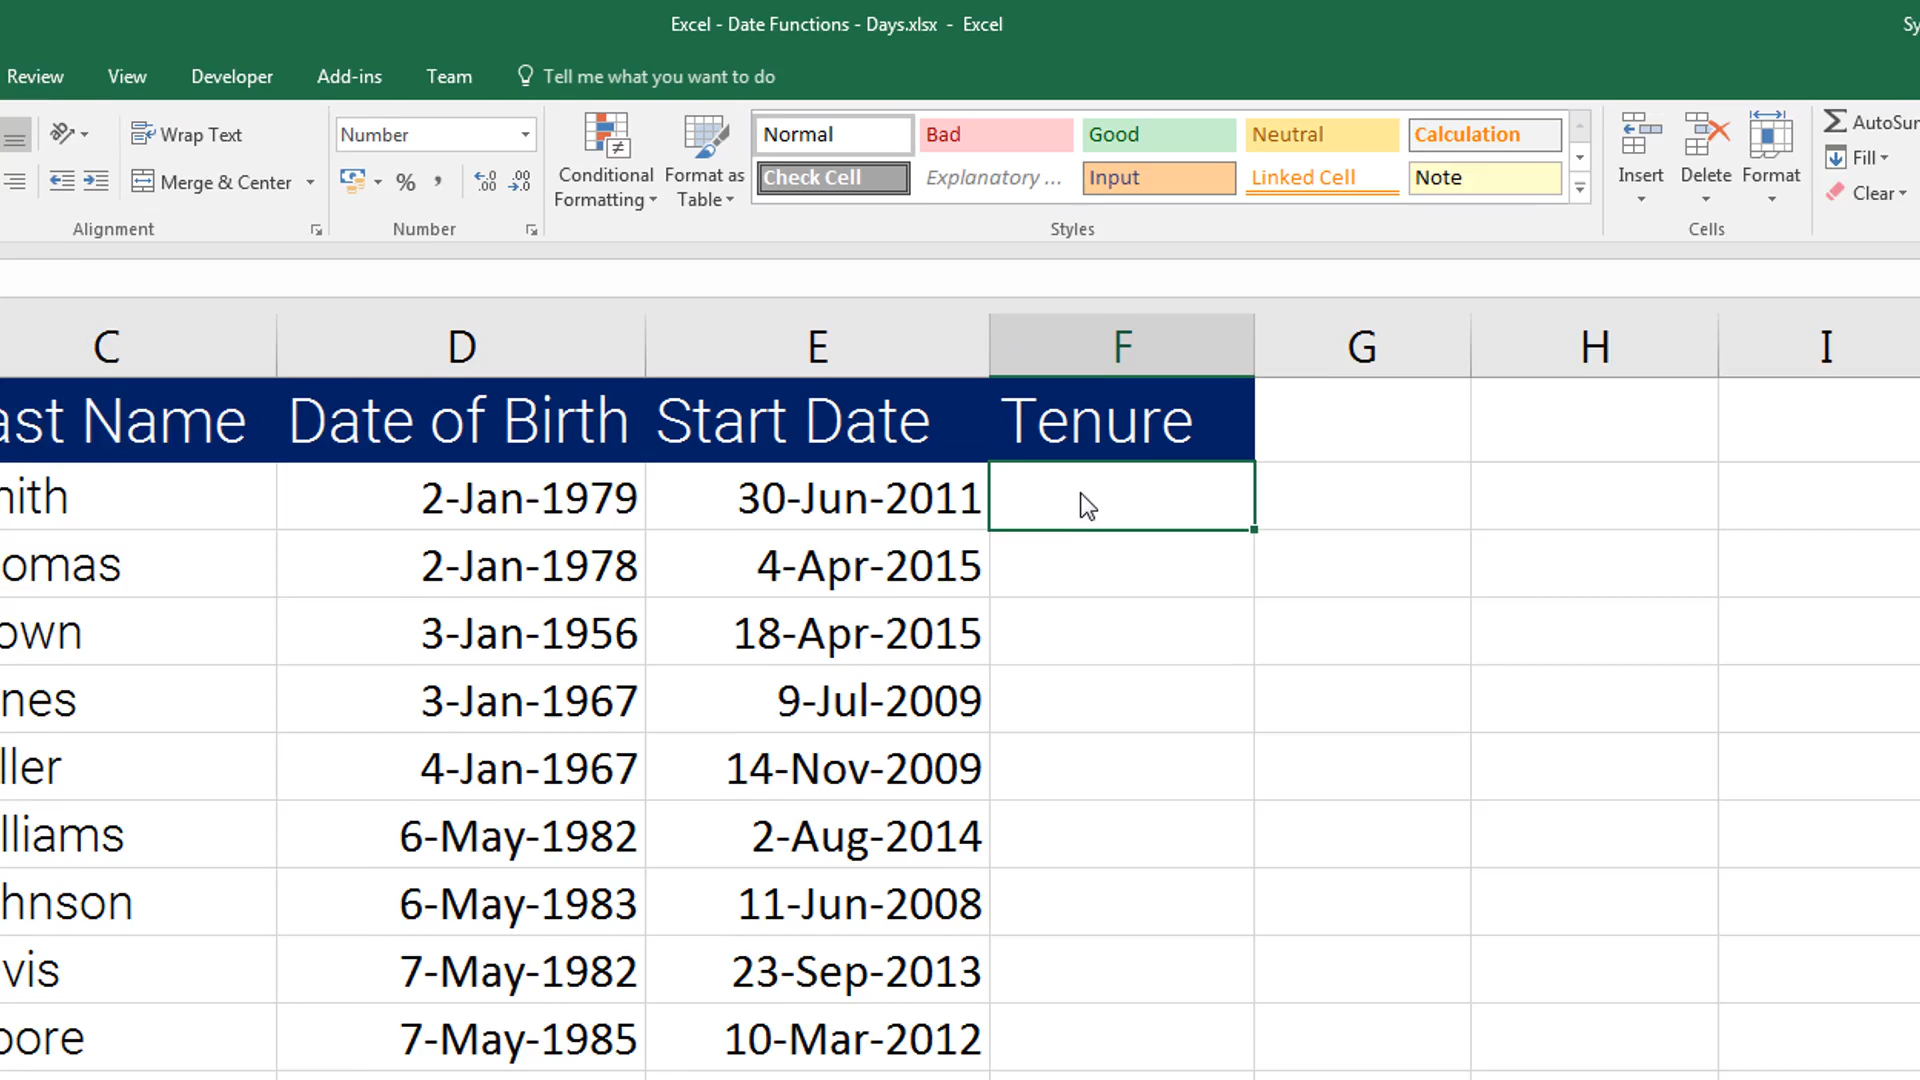 Excel - Date Functions - Days.xlsx - Excel
Review View Developer Add-ins Team Tell me what you want to do
Wrap Text Number Normal Bad Good Neutral Calculation
Merge & Center % , .00 .00 Conditional Formatting Format as Table Check Cell Explanatory ... Input Linked Cell Note Insert Delete Format Fill
Clear
Alignment Number Styles Cells
C D E F G H I
Name Date of Birth Start Date Tenure
2-Jan-1979 30-Jun-2011
2-Jan-1978 4-Apr-2015
3-Jan-1956 18-Apr-2015
3-Jan-1967 9-Jul-2009
4-Jan-1967 14-Nov-2009
6-May-1982 2-Aug-2014
6-May-1983 11-Jun-2008
7-May-1982 23-Sep-2013
7-May-1985 10-Mar-2012